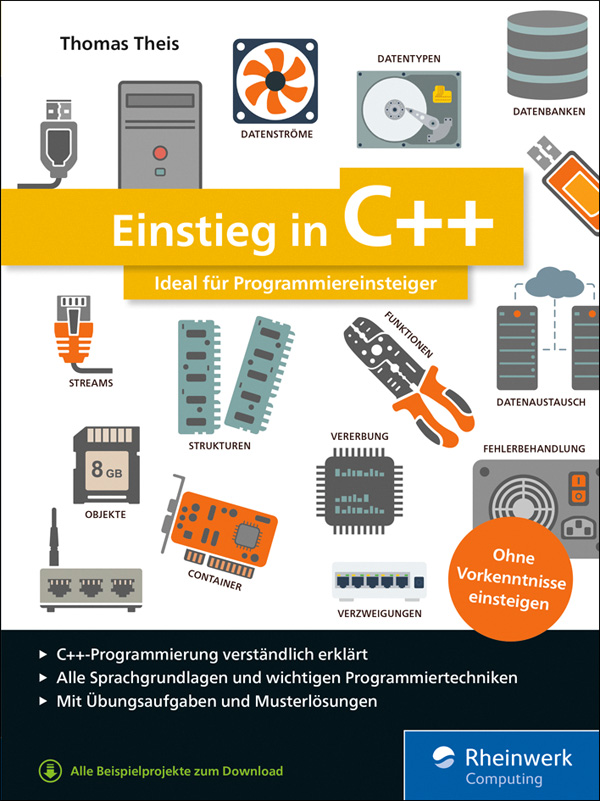 Thomas Theis
DATENSTRÖME
DATENTYPEN
DATENBANKEN
Einstieg in C++
Ideal für Programmiereinsteiger
STREAMS
STRUKTUREN
FUNKTIONEN
DATENAUSTAUSCH
8 GB
OBJEKTE
CONTAINER
VERERBUNG
FEHLERBEHANDLUNG
VERZWEIGUNGEN
Ohne
Vorkenntnisse
einsteigen
C++-Programmierung verständlich erklärt
Alle Sprachgrundlagen und wichtigen Programmiertechniken
Mit Übungsaufgaben und Musterlösungen
Alle Beispielprojekte zum Download
Rheinwerk
Computing